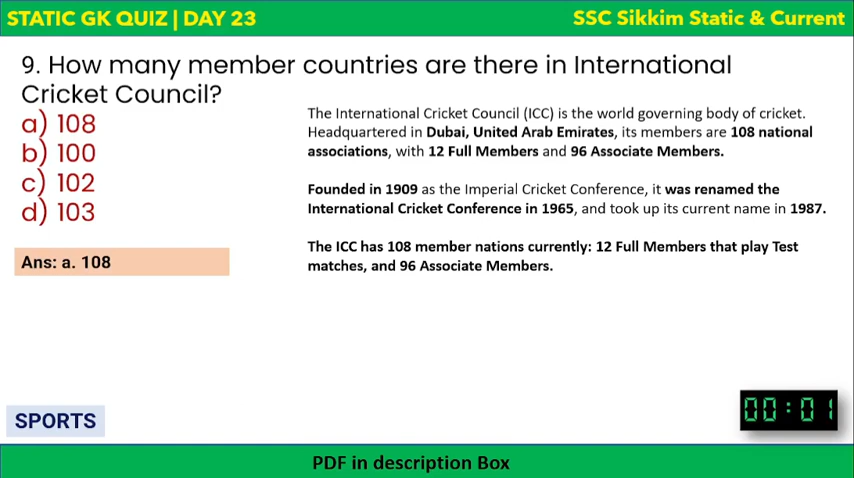 STATIC GK QUIZ | DAY 23
SSC Sikkim Static & Current
9. How many member countries are there in International
Cricket Council?
a) 108
b) 100
c) 102
d) 103
Ans: a. 108
The International Cricket Council (ICC) is the world governing body of cricket.
Headquartered in Dubai, United Arab Emirates, its members are 108 national
associations, with 12 Full Members and 96 Associate Members.
Founded in 1909 as the Imperial Cricket Conference, it was renamed the
International Cricket Conference in 1965, and took up its current name in 1987.
The ICC has 108 member nations currently: 12 Full Members that play Test
matches, and 96 Associate Members.
SPORTS
00:01
PDF in description Box